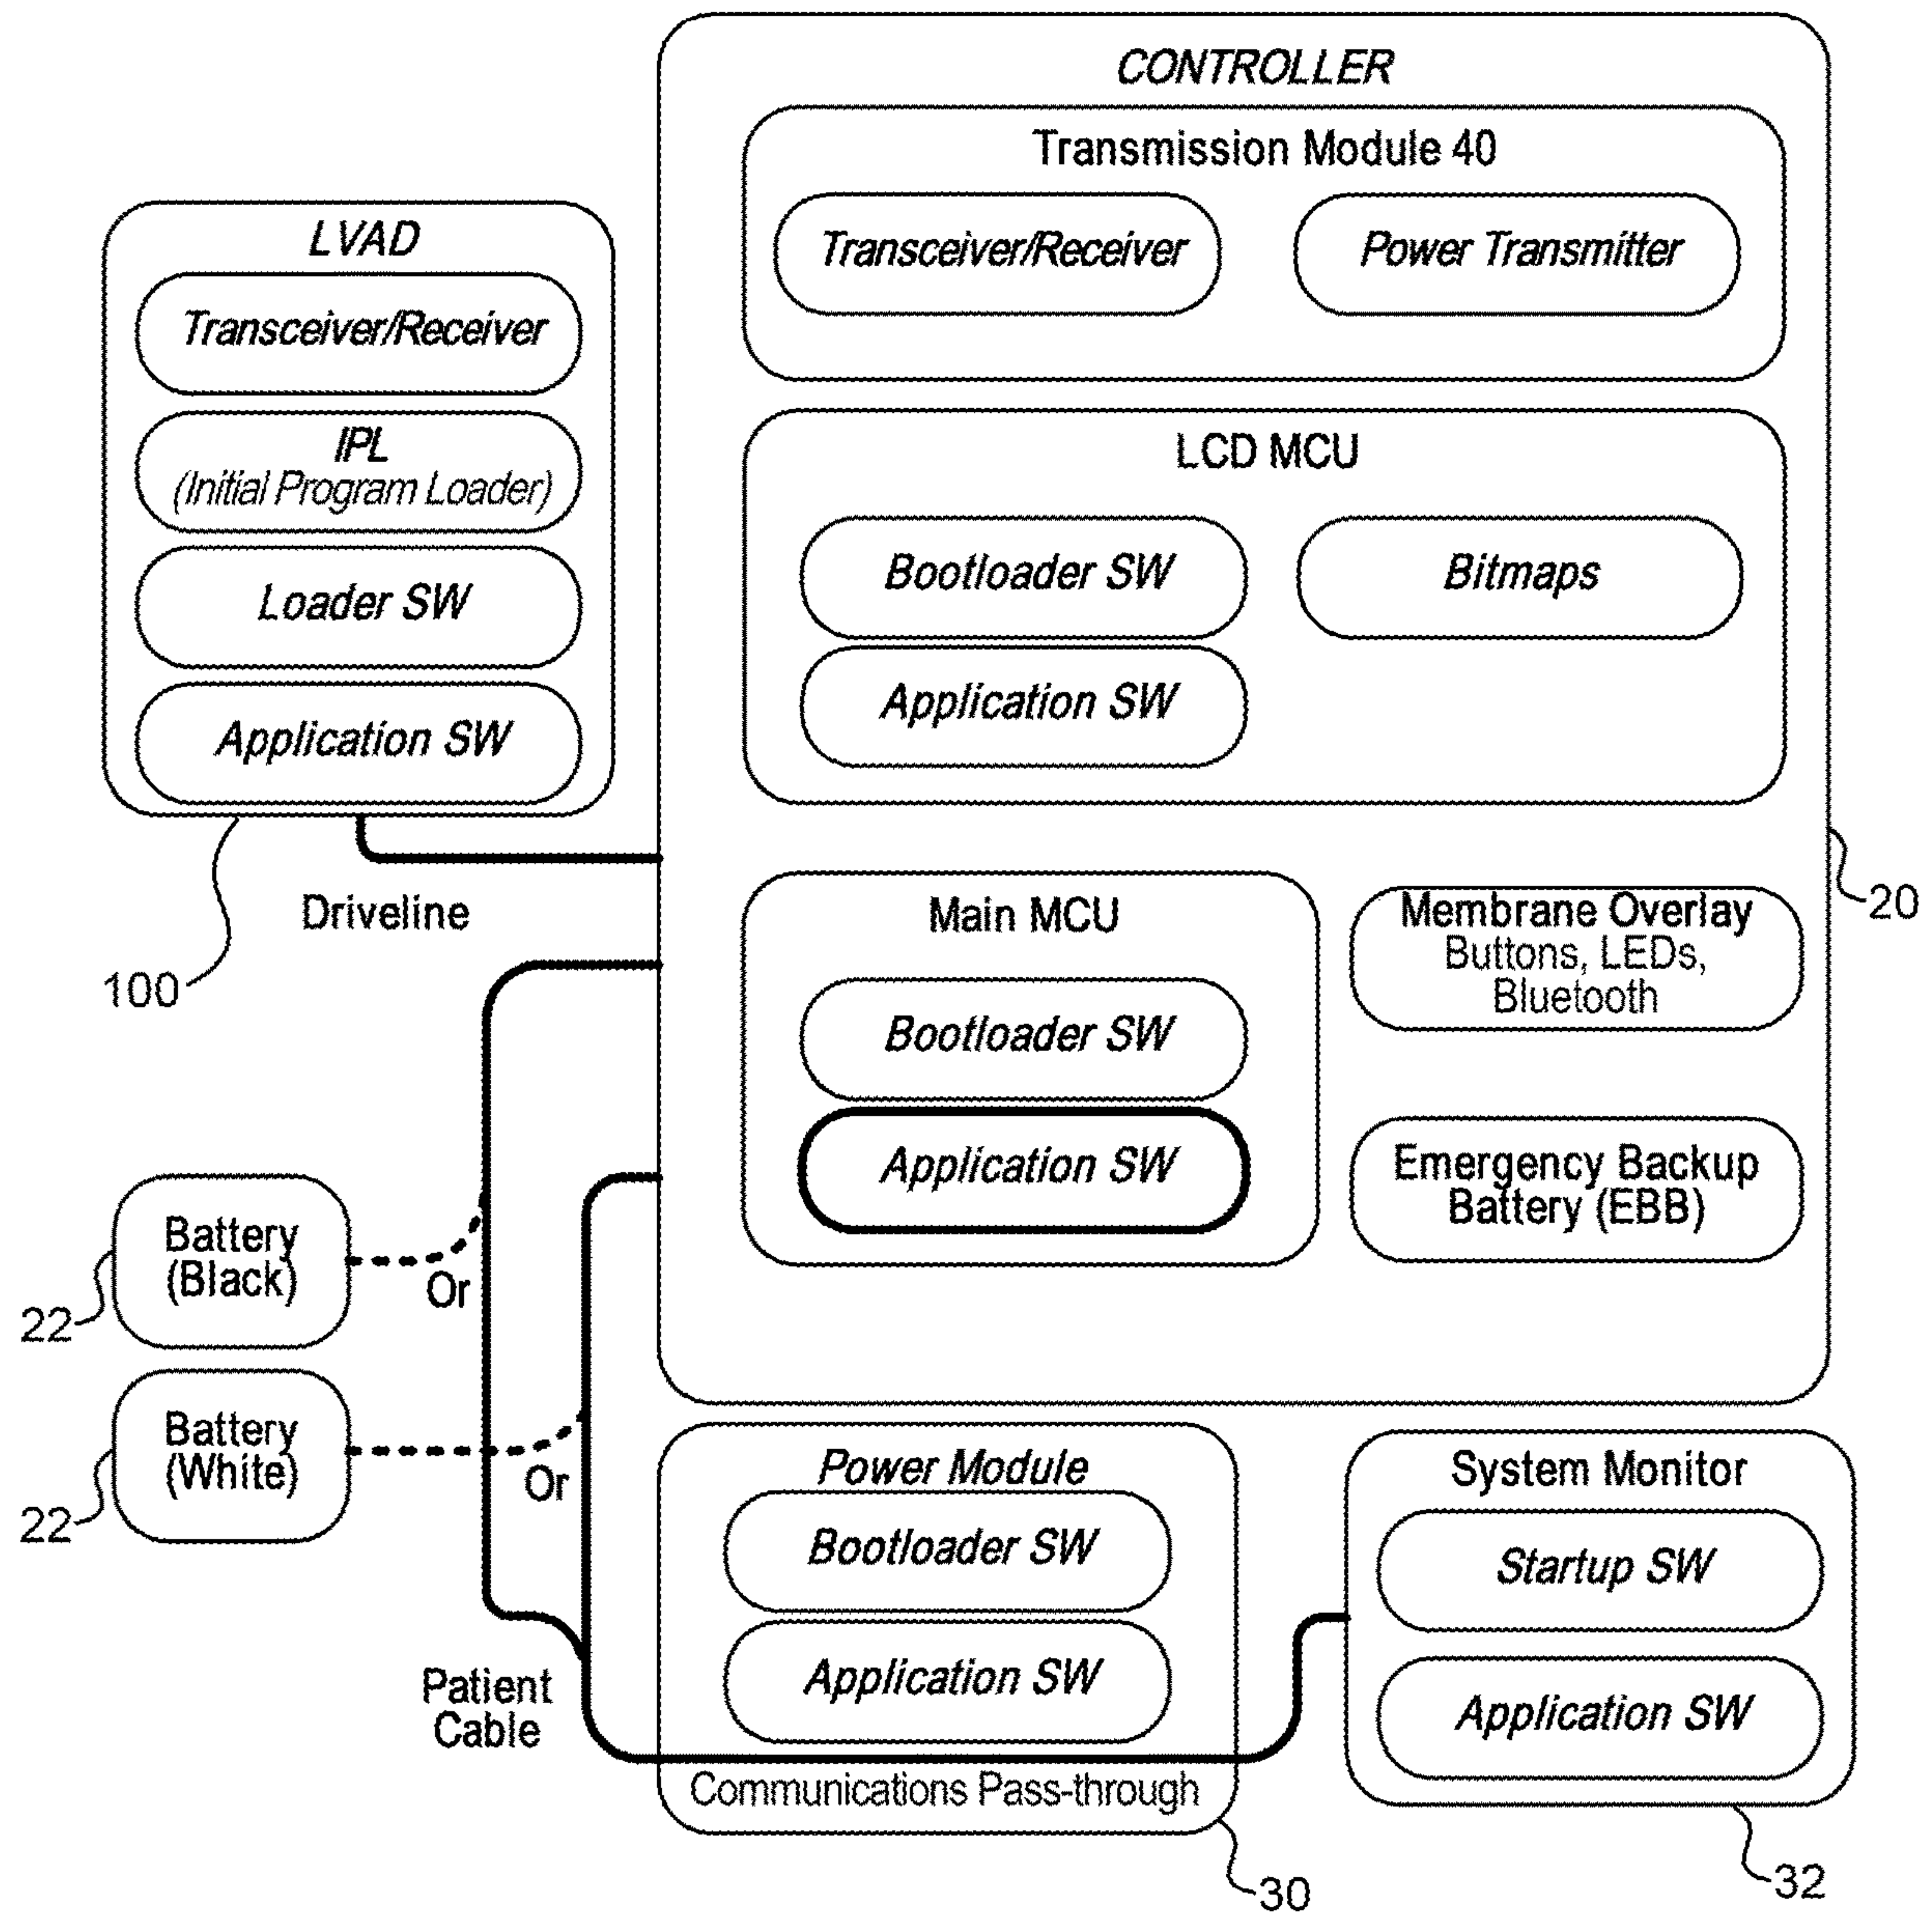 CONTROLLER
Transmission Module 40
Transceiver/Receiver
Power Transmitter
LVAD
Transceiver/Receiver
IPL
(Initial Program Loader)
Loader SW
Application SW
LCD MCU
Bootloader SW
Bitmaps
Application SW
Driveline
100
20
Main MCU
Bootloader SW
Application SW
Membrane Overlay
Buttons, LEDs,
Bluetooth
Emergency Backup
Battery (EBB)
Battery
(Black)
22
Or
Battery
(White)
22
Or
Patient
Cable
Power Module
Bootloader SW
Application SW
Communications Pass-through
30
System Monitor
Startup SW
Application SW
32